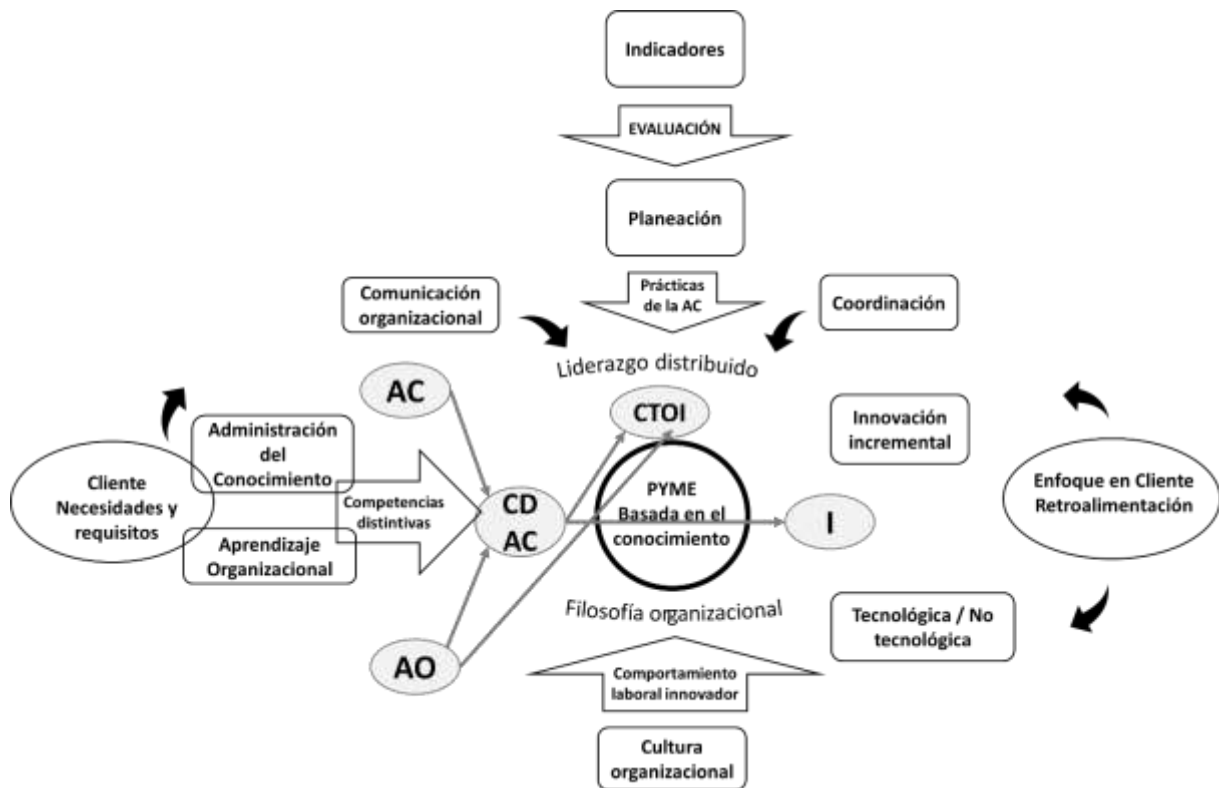 Indicadores
EVALUACIÓN
Planeación
Prácticas
de la AC
Comunicación
organizacional
Coordinación
Liderazgo distribuido
AC
CTOI
Innovación
incremental
Administración
del
Conocimiento
Cliente
Necesidades y
requisitos
Competencias
distintivas
Aprendizaje
Organizacional
CD
AC
PYME
Basada en el
conocimiento
I
Enfoque en Cliente
Retroalimentación
Filosofía organizacional
Tecnológica / No
tecnológica
AO
Comportamiento
laboral innovador
Cultura
organizacional